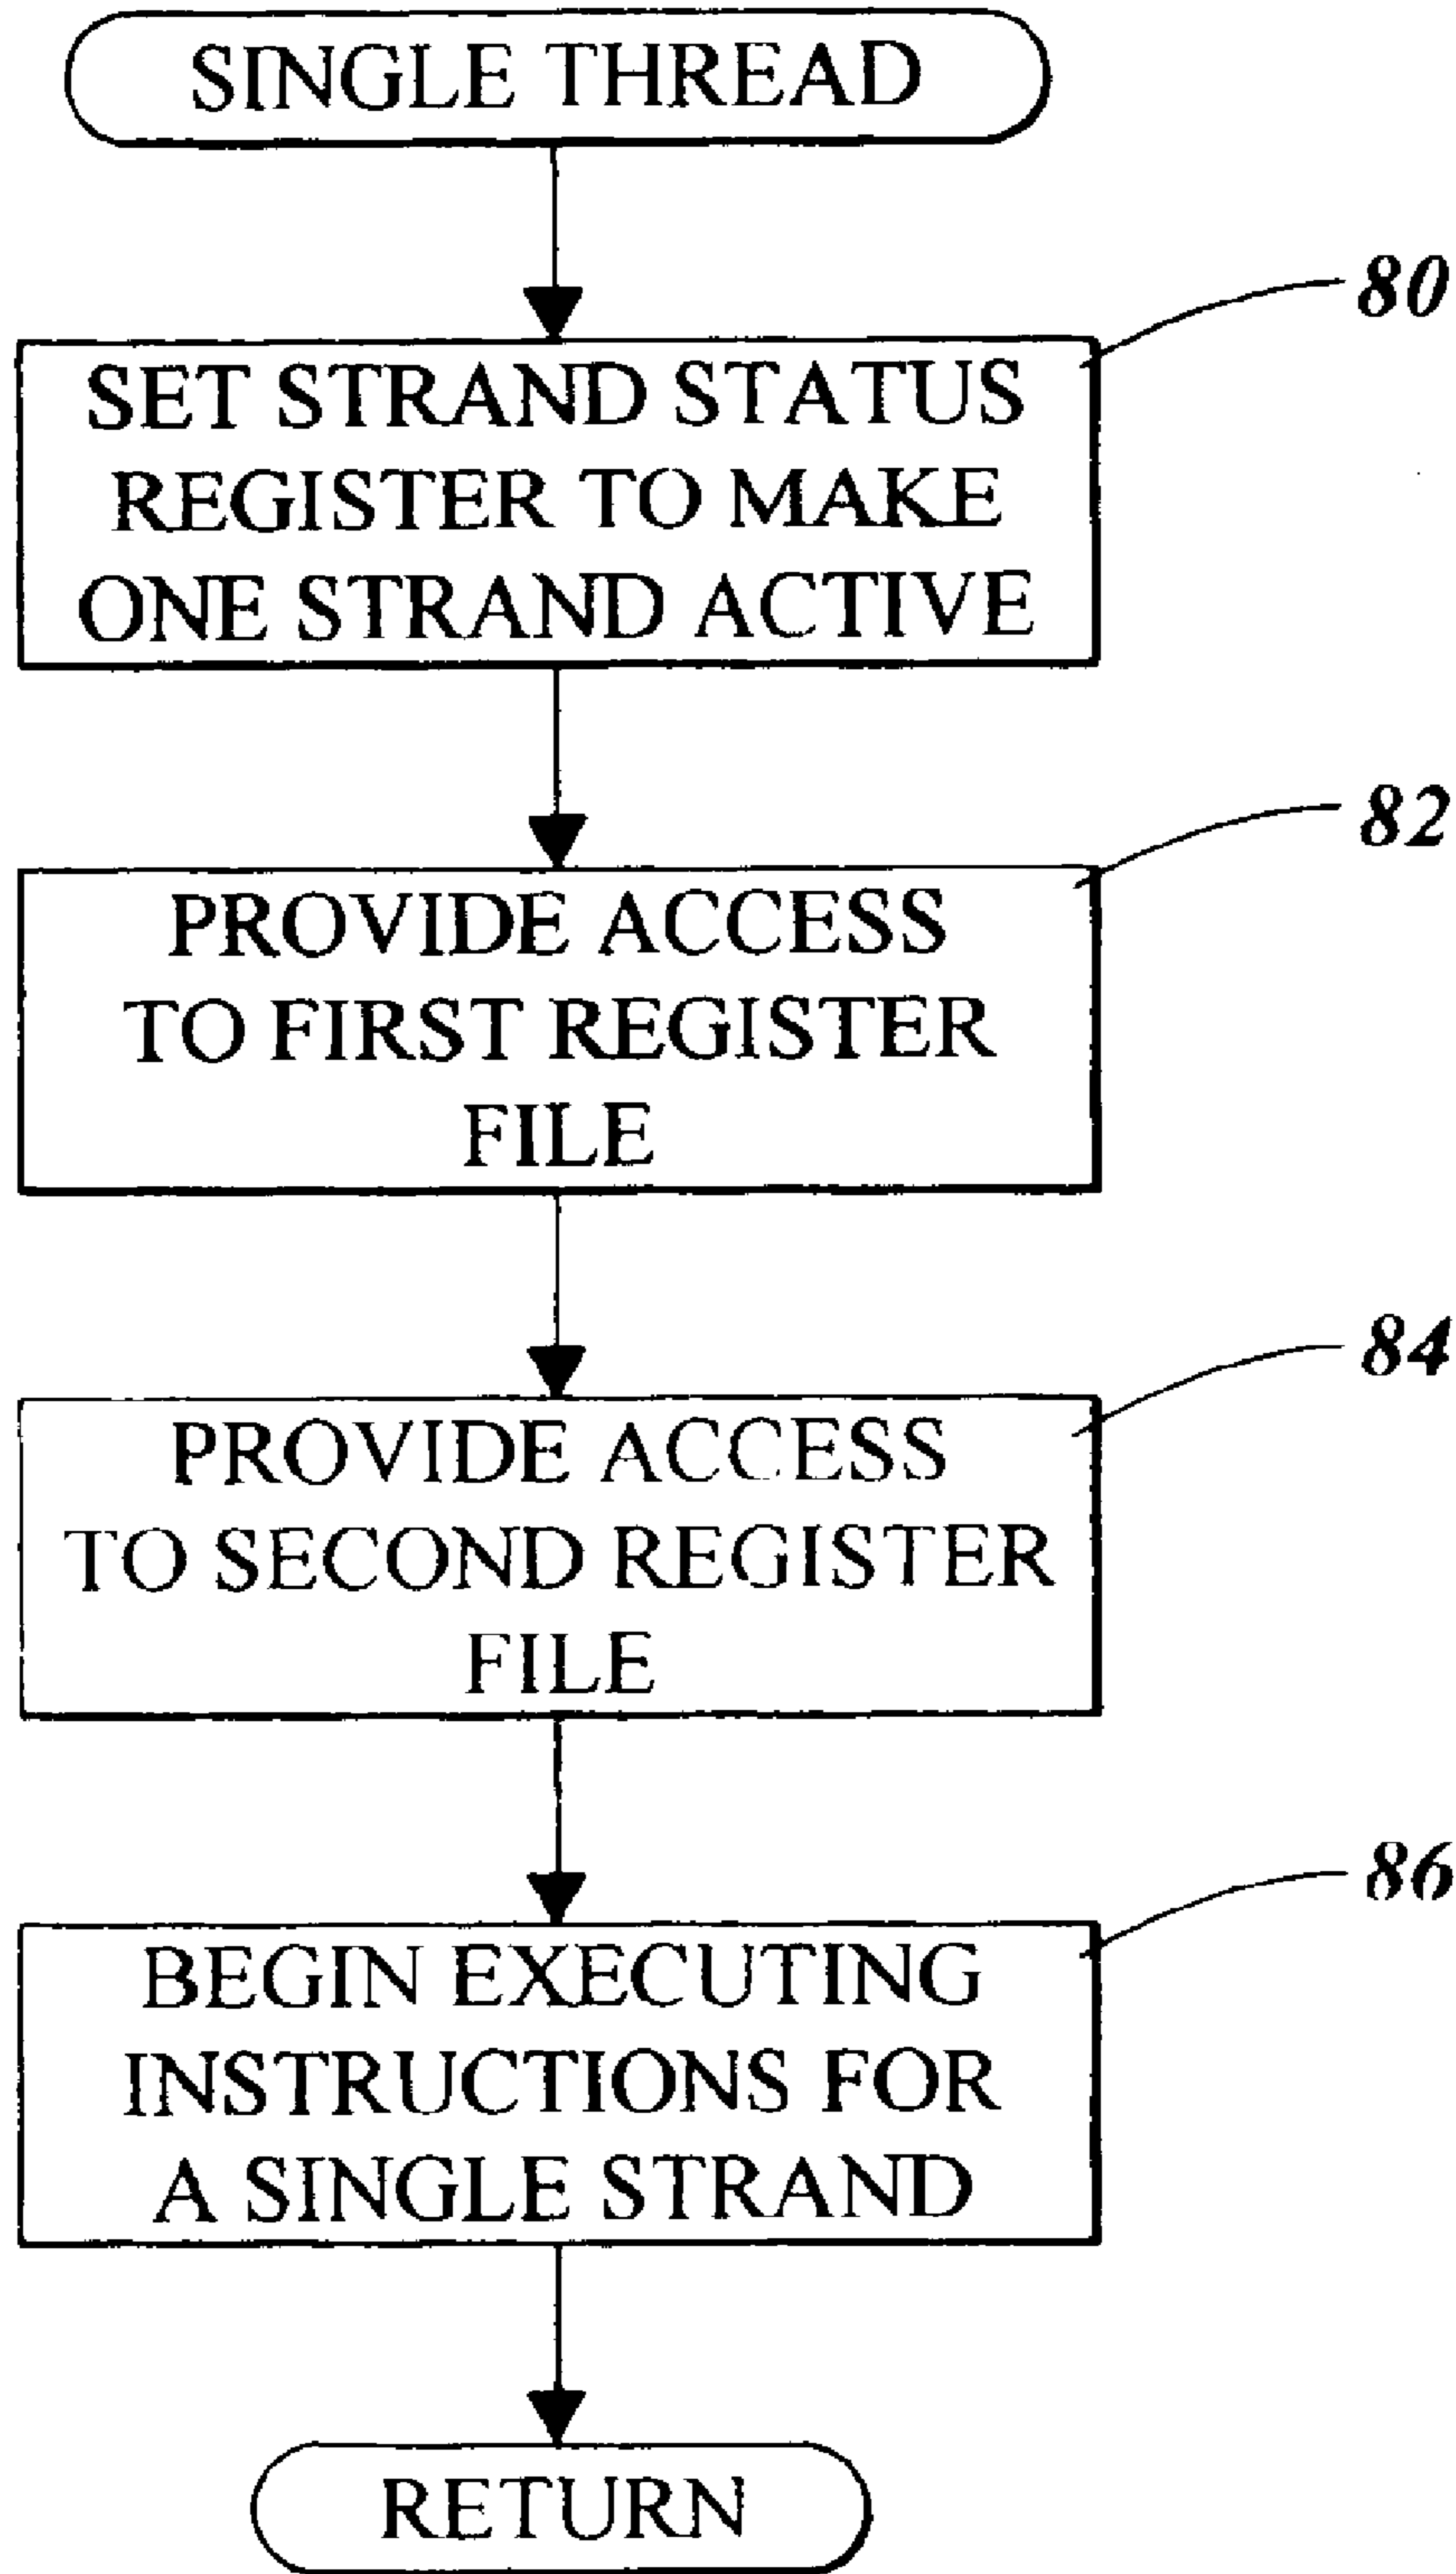 SINGLE THREAD
80
SET STRAND STATUS
REGISTER TO MAKE
ONE STRAND ACTIVE
82
PROVIDE ACCESS
TO FIRST REGISTER
FILE
84
PROVIDE ACCESS
TO SECOND REGISTER
FILE
86
BEGIN EXECUTING
INSTRUCTIONS FOR
A SINGLE STRAND
RETURN